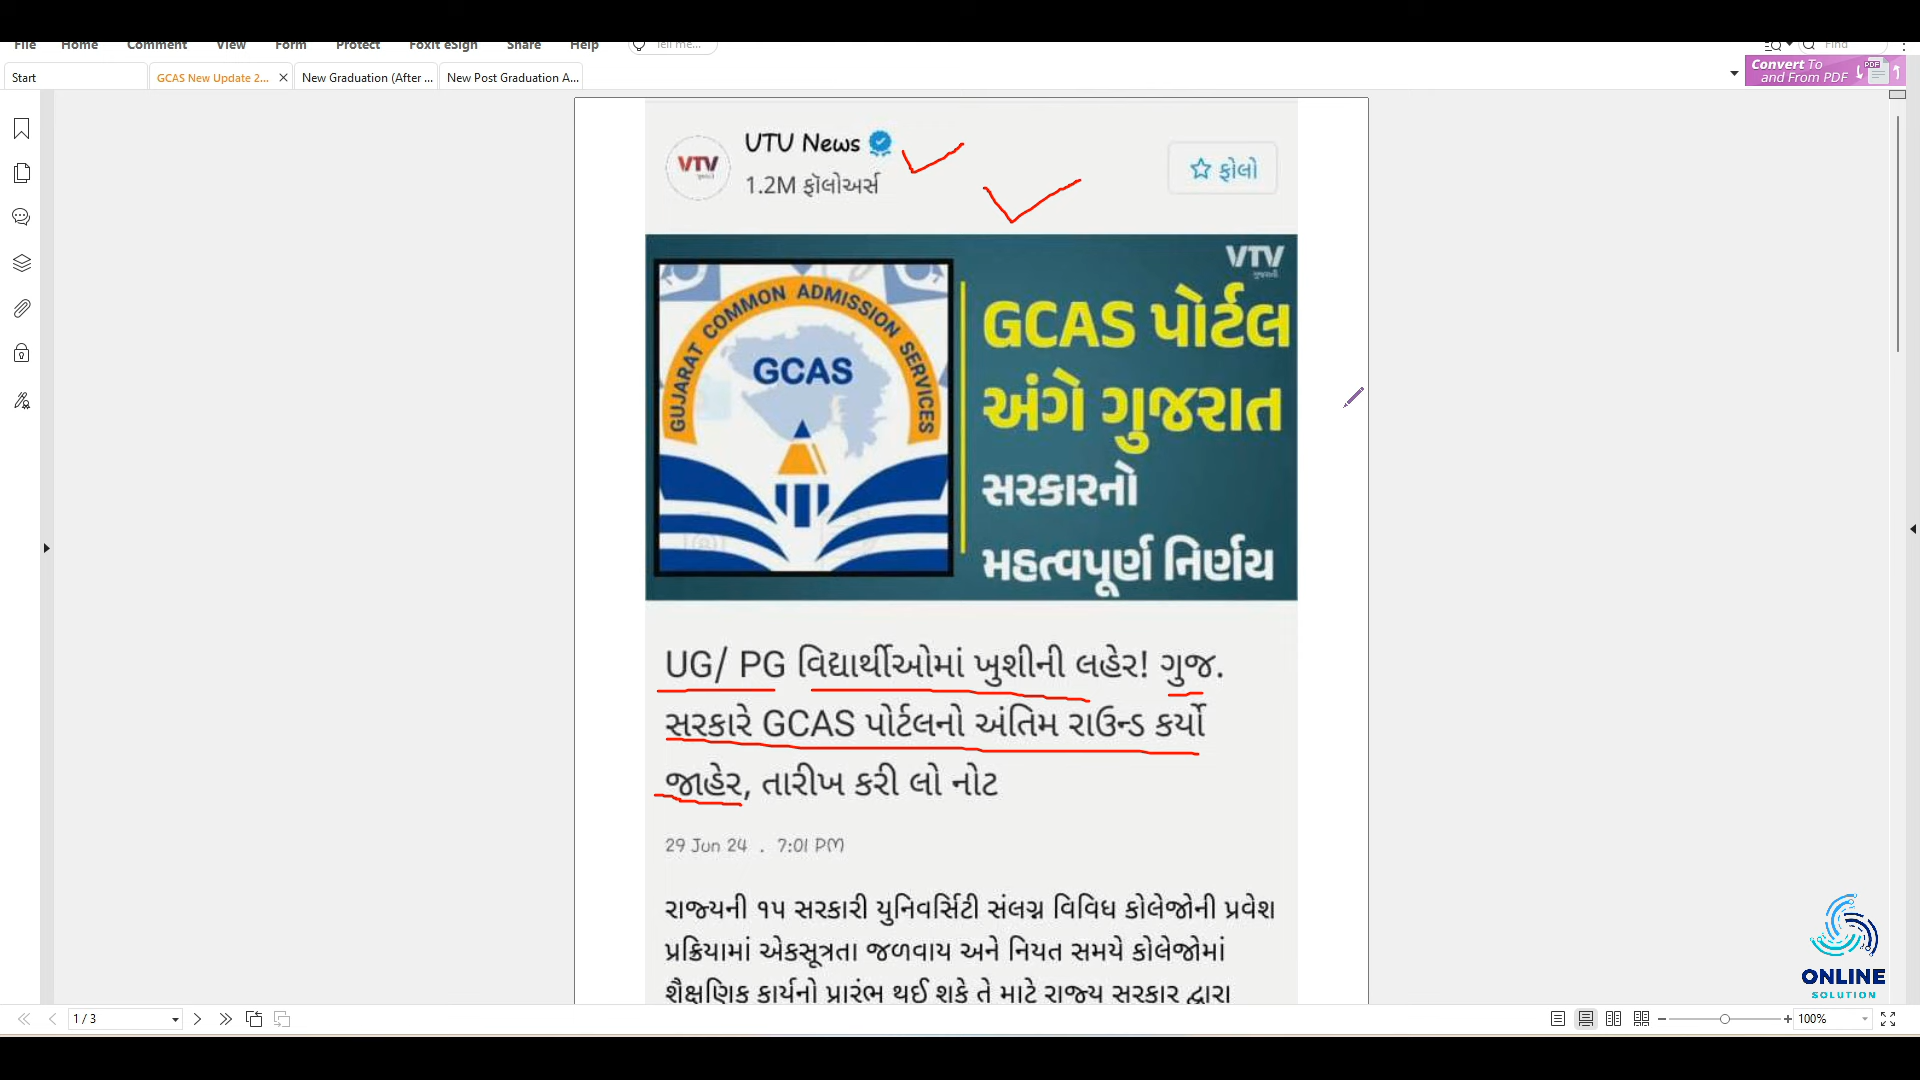 File Home Comment View Form Protect Foxit eSign Share Help Tell me... Find
Start GCAS New Update 2... New Graduation (After ... New Post Graduation A... Convert To
and From PDF
VTV
UTU News
1.2M ફૉલોઅર્સ
ફોલો
VTV
GUJARAT COMMON ADMISSION SERVICES
GCAS
GCAS પોર્ટલ
અંગે ગુજરાત
સરકારનો
મહત્વપૂર્ણ નિર્ણય
UG/ PG વિદ્યાર્થીઓમાં ખુશીની લહેર! ગુજ.
સરકારે GCAS પોર્ટલનો અંતિમ રાઉન્ડ કર્યો
જાહેર, તારીખ કરી લો નોટ
29 Jun 24 . 7:01 PM
રાજ્યની ૧૫ સરકારી યુનિવર્સિટી સંલગ્ન વિવિધ કોલેજોની પ્રવેશ
પ્રક્રિયામાં એકસૂત્રતા જળવાય અને નિયત સમયે કોલેજોમાં
શૈક્ષણિક કાર્યનો પ્રારંભ થઈ શકે તે માટે રાજ્ય સરકાર દ્વારા
ONLINE
SOLUTION
1 / 3
100%